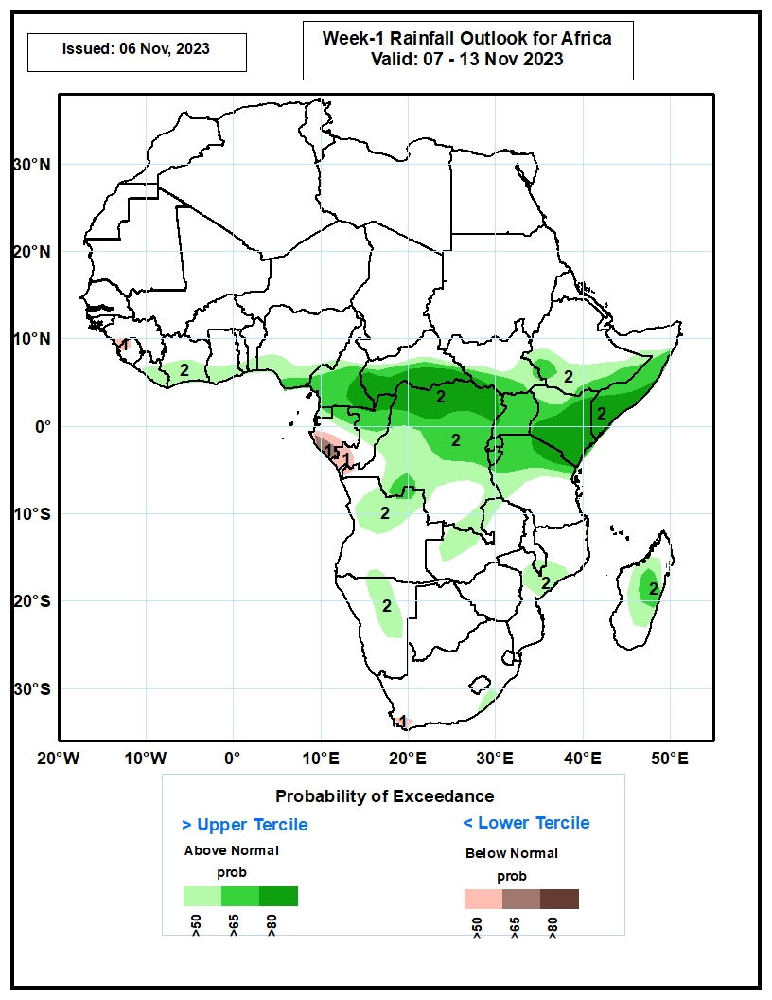 Issued: 06 Nov, 2023
Week-1 Rainfall Outlook for Africa
Valid: 07 - 13 Nov 2023
30°N
20°N
10°N
0°
10°S
20°S
30°S
1
2
2
2
2
2
1
1
2
2
2
2
1
20°W
10°W
0°
10°E
20°E
30°E
40°E
50°E
Probability of Exceedance
> Upper Tercile
< Lower Tercile
Above Normal
Below Normal
prob
prob
>50
>65
>80
>50
>65
>80